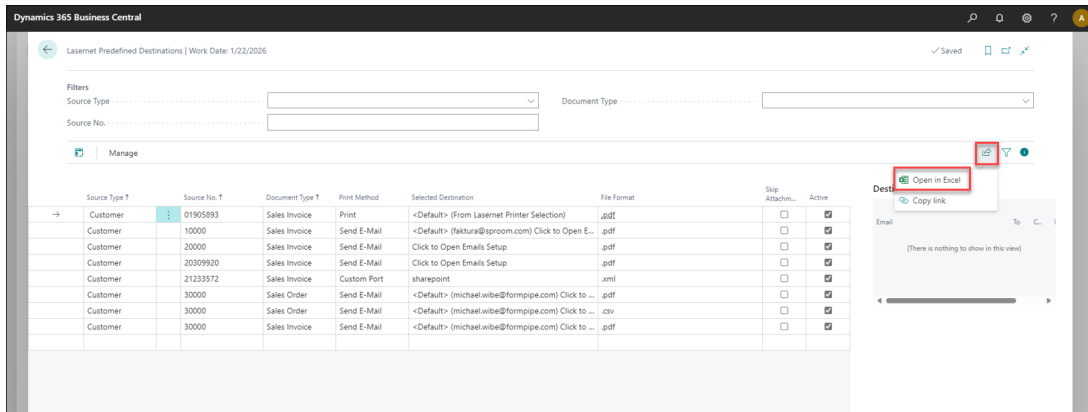 Dynamics 365 Business Central
?
A
Lasernet Predefined Destinations | Work Date: 1/22/2026
Saved
Filters
Source Type
Document Type
Source No.
Manage
Open in Excel
Copy link
Desti
Source Type ↑ Source No. ↑ Document Type ↑ Print Method Selected Destination File Format Skip Attachm... Active
→ Customer 01905893 Sales Invoice Print <Default> (From Lasernet Printer Selection) .pdf
Customer 10000 Sales Invoice Send E-Mail <Default> (faktura@sproom.com) Click to Open E... .pdf
Customer 20000 Sales Invoice Send E-Mail Click to Open Emails Setup .pdf
Customer 20309920 Sales Invoice Send E-Mail Click to Open Emails Setup .pdf
Customer 21233572 Sales Invoice Custom Port sharepoint .xml
Customer 30000 Sales Order Send E-Mail <Default> (michael.wibe@formpipe.com) Click to ... .pdf
Customer 30000 Sales Order Send E-Mail <Default> (michael.wibe@formpipe.com) Click to ... .csv
Customer 30000 Sales Invoice Send E-Mail <Default> (michael.wibe@formpipe.com) Click to ... .pdf
Email To C...
(There is nothing to show in this view)